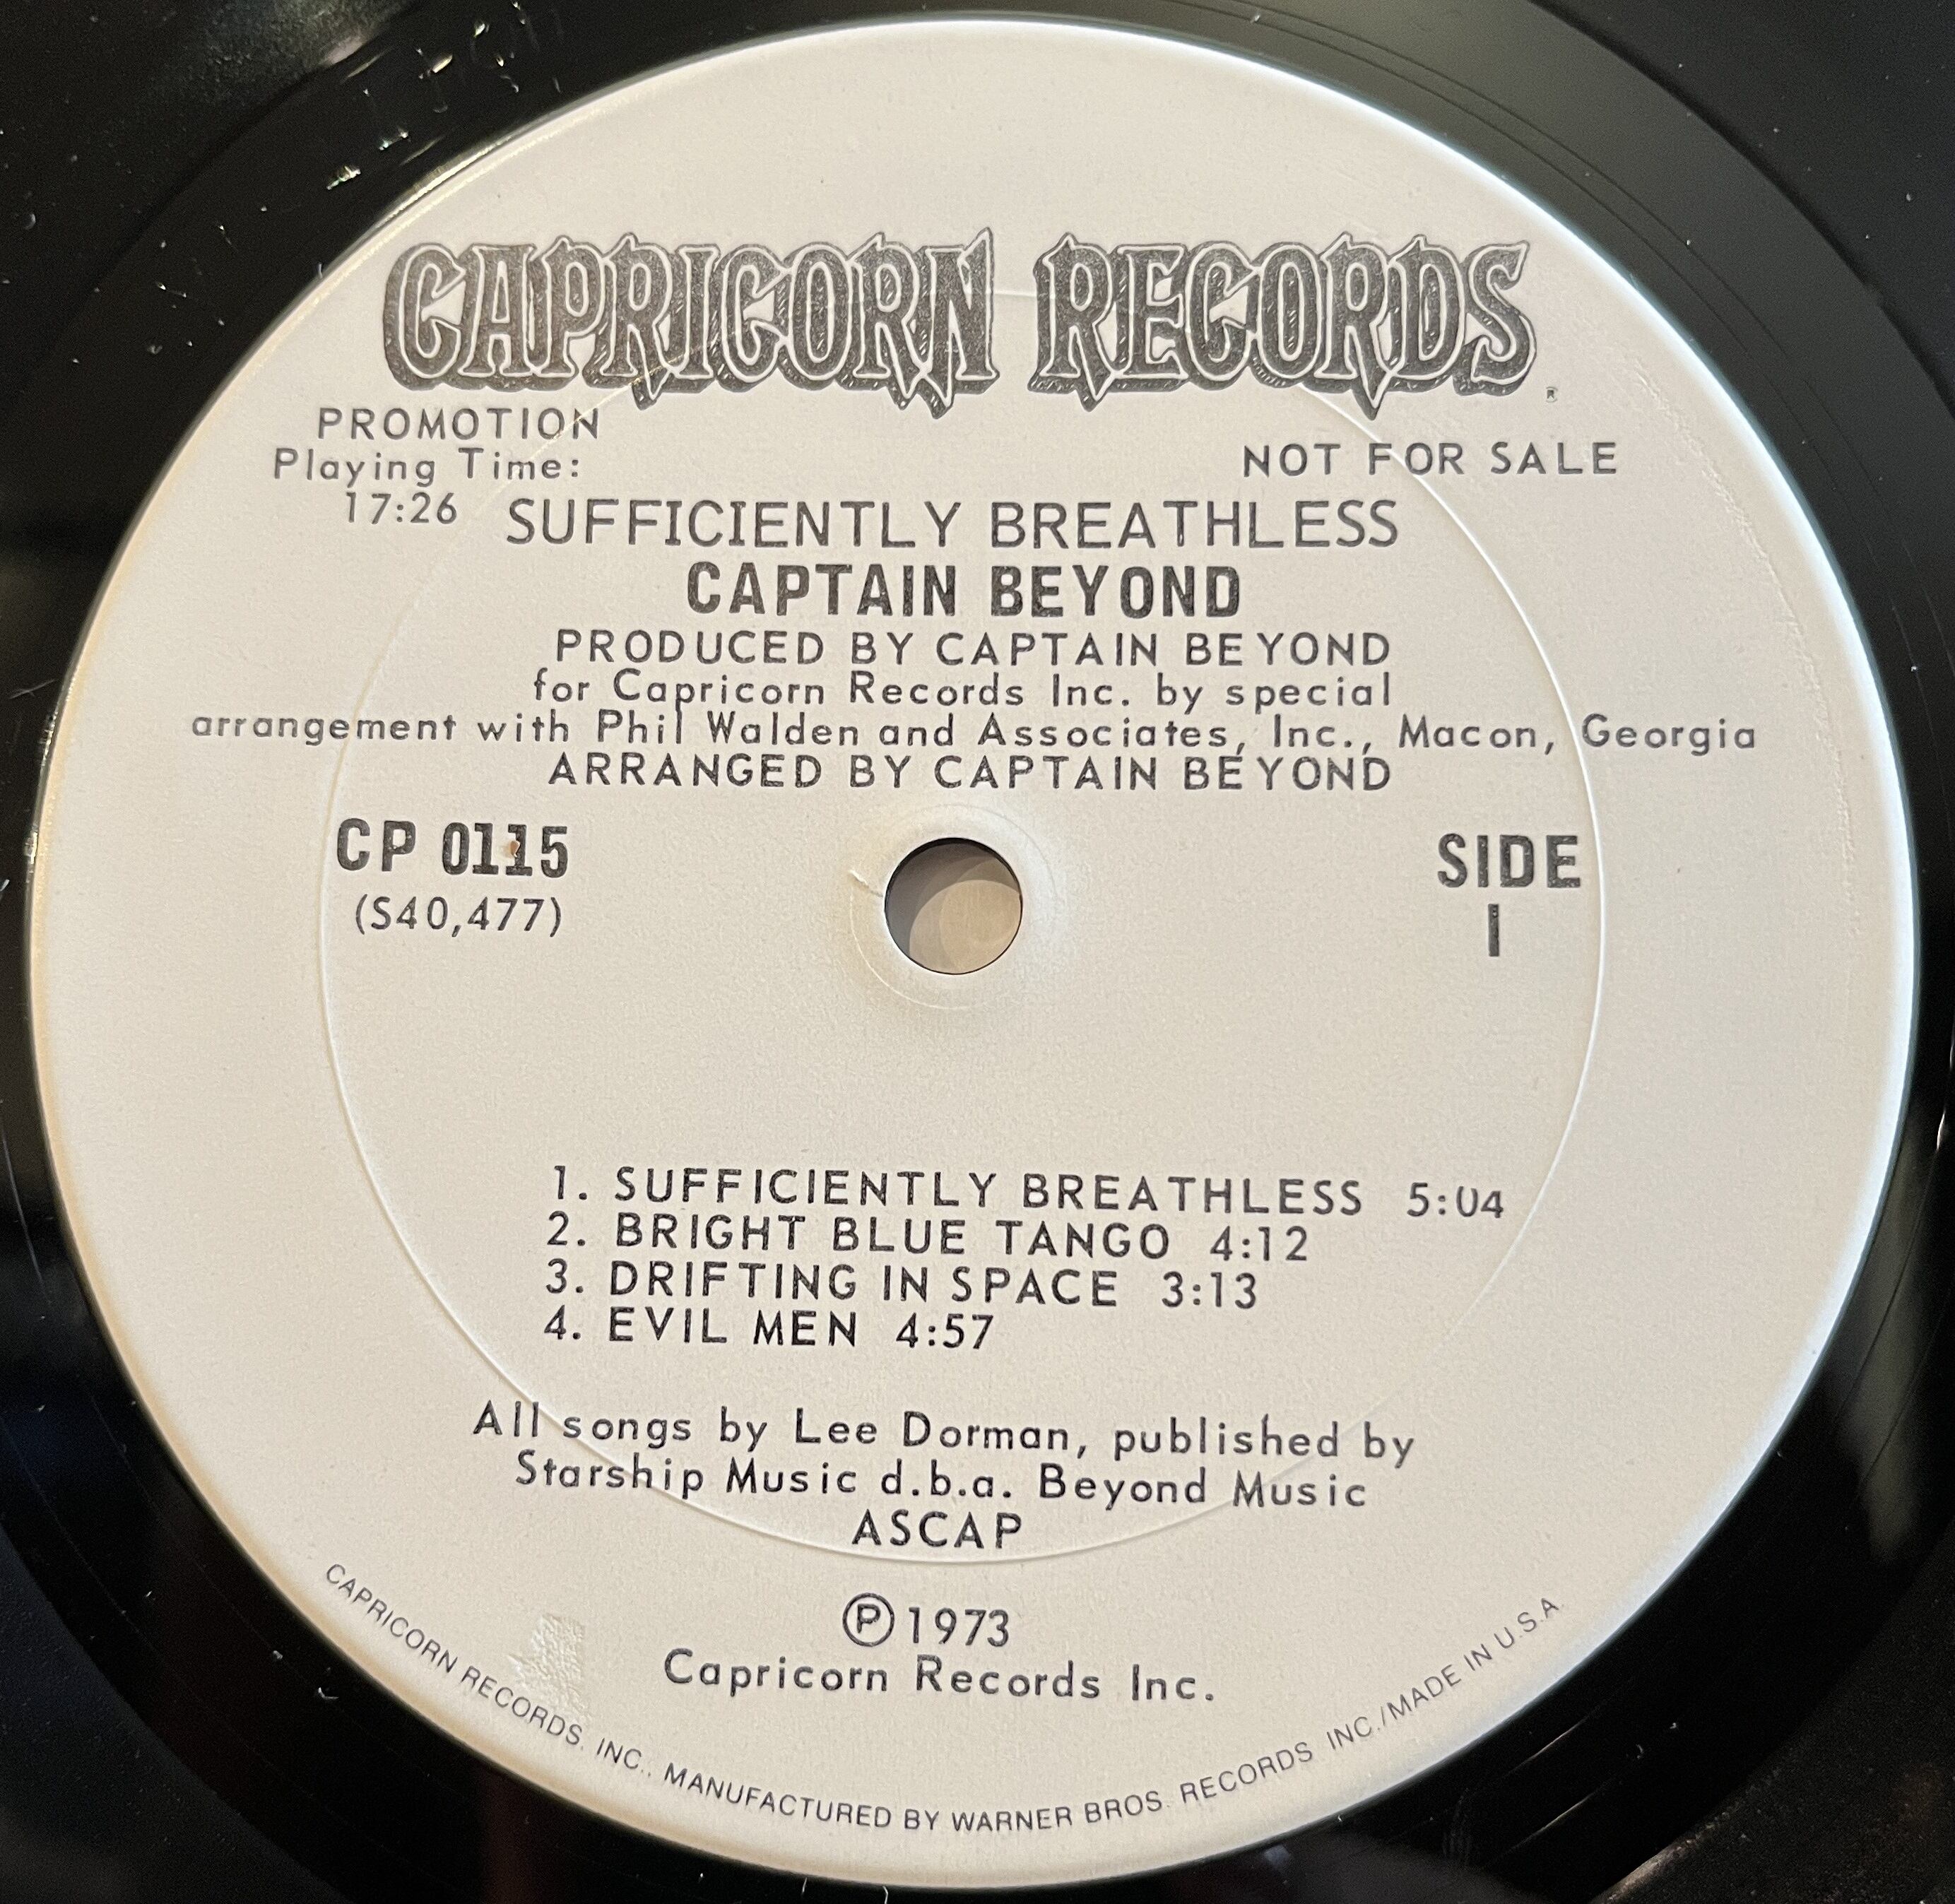 CAPRICORN RECORDS ®
PROMOTION
Playing Time:
17:26
NOT FOR SALE
SUFFICIENTLY BREATHLESS
CAPTAIN BEYOND
PRODUCED BY CAPTAIN BEYOND
for Capricorn Records Inc. by special
arrangement with Phil Walden and Associates, Inc., Macon, Georgia
ARRANGED BY CAPTAIN BEYOND
CP 0115
(S40,477)
SIDE
1
1. SUFFICIENTLY BREATHLESS 5:04
2. BRIGHT BLUE TANGO 4:12
3. DRIFTING IN SPACE 3:13
4. EVIL MEN 4:57
All songs by Lee Dorman, published by
Starship Music d.b.a. Beyond Music
ASCAP
Ⓟ1973
Capricorn Records Inc.
CAPRICORN RECORDS, INC., MANUFACTURED BY WARNER BROS. RECORDS INC./MADE IN U.S.A.